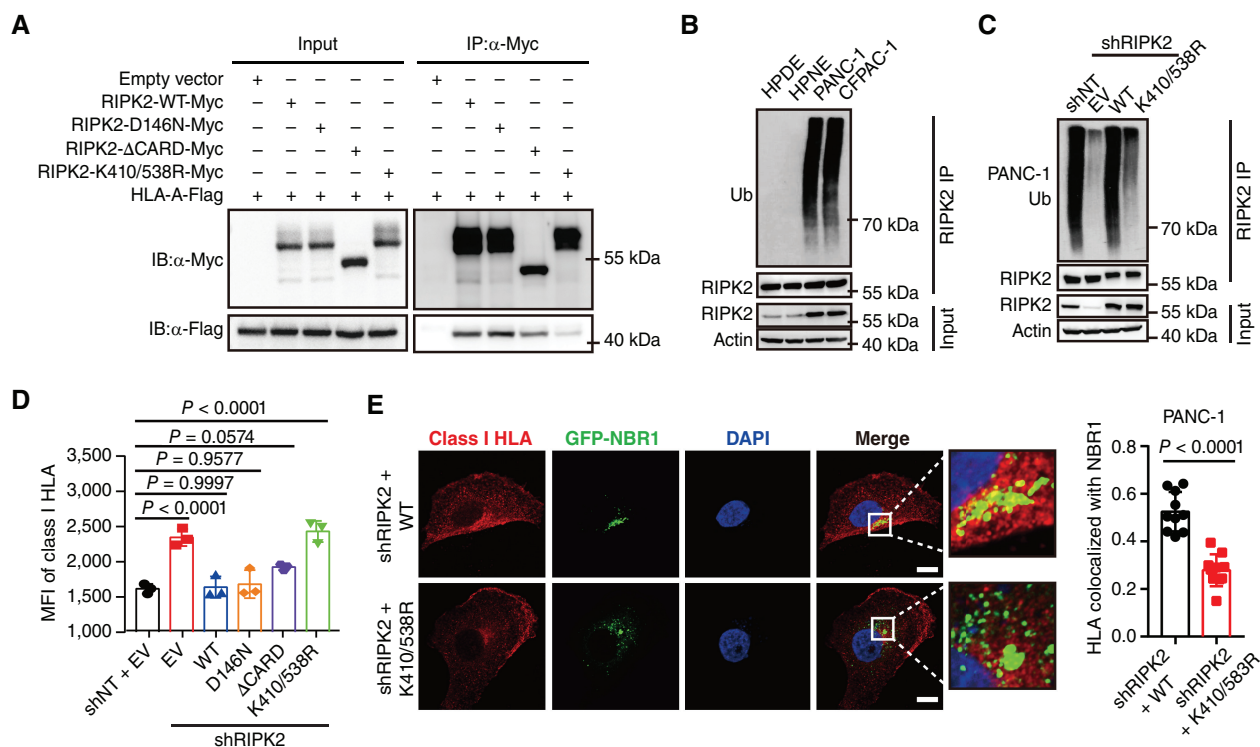 A
Input
IP:α-Myc
Empty vector
+ – – – – + – – – –
RIPK2-WT-Myc
– + – – – – + – – –
RIPK2-D146N-Myc
– – + – – – – + – –
RIPK2-ΔCARD-Myc
– – – + – – – – + –
RIPK2-K410/538R-Myc
– – – – + – – – – +
HLA-A-Flag
+ + + + + + + + + +
IB:α-Myc
55 kDa
IB:α-Flag
40 kDa
B
HPDE
HPNE
PANC-1
CFPAC-1
Ub
70 kDa
RIPK2
55 kDa
RIPK2 IP
RIPK2
55 kDa
Actin
40 kDa
Input
C
shRIPK2
shNT
EV
WT
K410/538R
PANC-1
Ub
70 kDa
RIPK2
55 kDa
RIPK2 IP
RIPK2
55 kDa
Actin
40 kDa
Input
D
P < 0.0001
P = 0.0574
P = 0.9577
P = 0.9997
P < 0.0001
MFI of class I HLA
3,500
3,000
2,500
2,000
1,500
1,000
shNT + EV
EV
WT
D146N
ΔCARD
K410/538R
shRIPK2
E
Class I HLA
GFP-NBR1
DAPI
Merge
shRIPK2 +
WT
shRIPK2 +
K410/538R
PANC-1
P < 0.0001
HLA colocalized with NBR1
0.8
0.6
0.4
0.2
0.0
shRIPK2
+ WT
shRIPK2
+ K410/583R